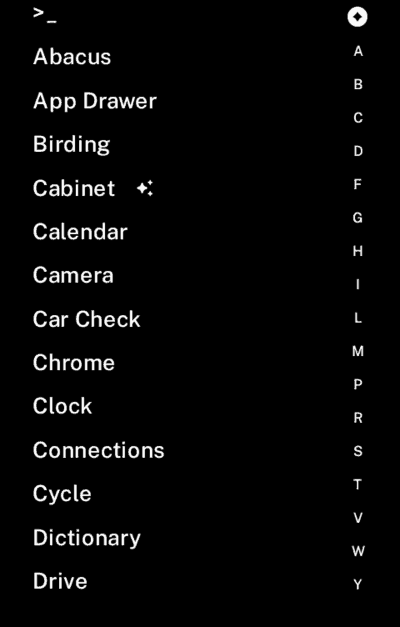 >_
Abacus
App Drawer
Birding
Cabinet
Calendar
Camera
Car Check
Chrome
Clock
Connections
Cycle
Dictionary
Drive
A
B
C
D
F
G
H
I
L
M
P
R
S
T
V
W
Y